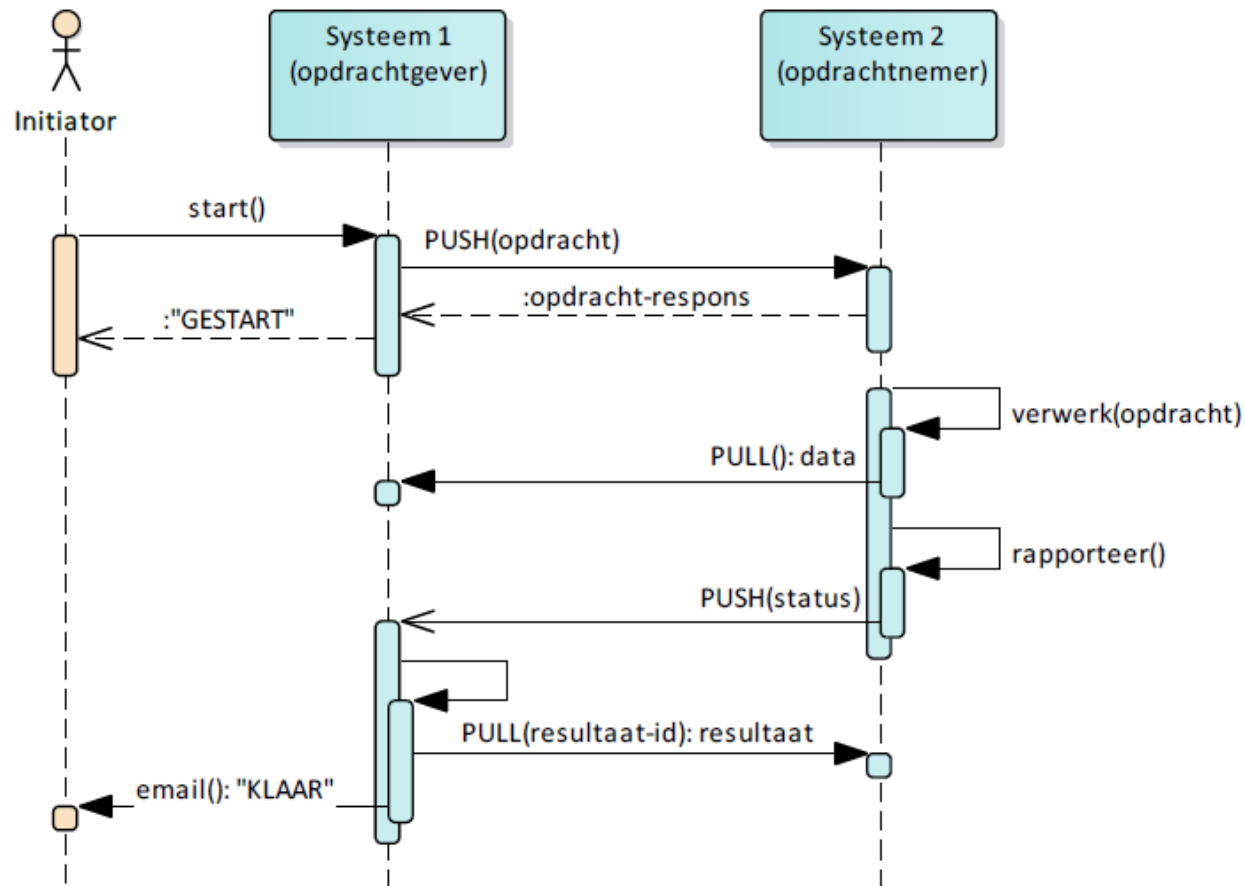 Systeem 1
(opdrachtgever)
Systeem 2
(opdrachtnemer)
Initiator
start()
PUSH(opdracht)
:opdracht-respons
:"GESTART"
verwerk(opdracht)
PULL(): data
rapporteer()
PUSH(status)
PULL(resultaat-id): resultaat
email(): "KLAAR"